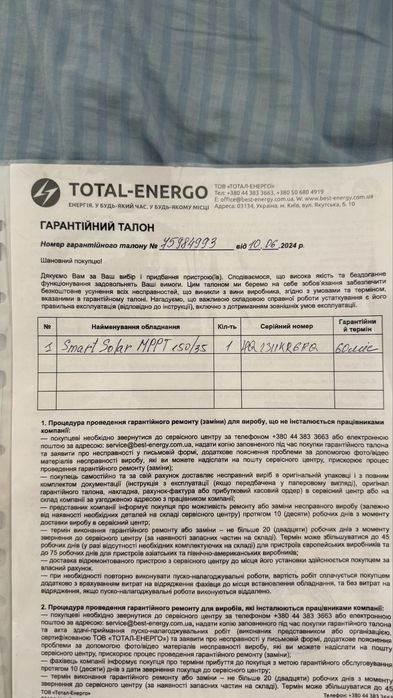 TOTAL-ENERGO
ЕНЕРГІЯ. У БУДЬ-ЯКИЙ ЧАС. У БУДЬ-ЯКОМУ МІСЦІ
ТОВ «ТОТАЛ-ЕНЕРГО»
Тел: +380 44 383 3663, +380 50 680 4919
E: office@best-energy.com.ua, W: www.best-energy.com.ua
Адреса: 03134, Україна, м. Київ, вул. Якутська, б. 10
ГАРАНТІЙНИЙ ТАЛОН
Номер гарантійного талону № 75984993 від 10.06.2024 р.
Шановний покупцю!
Дякуємо Вам за Ваш вибір і придбання пристрою(їв). Сподіваємося, що висока якість та бездоганне
функціонування задовольнять Ваші вимоги. Цим талоном ми беремо на себе зобов'язання забезпечити
безкоштовне усунення всіх несправностей, що виникли з вини виробника, згідно з умовами та терміном,
вказаними в гарантійному талоні. Нагадуємо, що важливою складовою справної роботи устаткування є його
правильна експлуатація (відповідно до інструкції), включно з дотриманням зовнішніх умов експлуатації.
№ Найменування обладнання Кіл-ть Серійний номер Гарантійни
й термін
1 Smart Solar MPPT 150/35 1 60 міс
1. Процедура проведення гарантійного ремонту (заміни) для виробу, що не інсталюється працівниками
компанії:
— покупцеві необхідно звернутися до сервісного центру за телефоном +380 44 383 3663 або електронною
поштою за адресою: service@best-energy.com.ua, надати копію заповненого під час покупки гарантійного талона
та заявити про несправності у письмовій формі, додаткове пояснення проблеми за допомогою фото/відео
матеріалів несправності виробу, які ви можете надіслати на пошту сервісного центру, прискорює процес
проведення гарантійного ремонту (заміни);
— покупець самостійно та за свій рахунок доставляє несправний виріб в оригінальній упаковці і з повним
комплектом документації (інструкція з експлуатації (якщо передбачена у паперовому вигляді), оригінал
гарантійного талона, накладна, рахунок-фактура або прибутковий касовий ордер) в сервісний центр або на
склад компанії за узгодженою адресою з працівником компанії;
— представник компанії інформує покупця про можливість ремонту або заміни несправного виробу (залежно
від наявності необхідних деталей на складі сервісного центру) протягом 10 (десяти) робочих днів з моменту
доставки виробу в сервісний центр;
— термін виконання гарантійного ремонту або заміни – не більше 20 (двадцяти) робочих днів з моменту
звернення до сервісного центру (за наявності запасних частин на складі). Термін може збільшуватися до 45
робочих днів (у разі відсутності необхідних комплектуючих на складі) для пристроїв європейських виробників та
до 75 робочих днів для пристроїв азіатських та північно-американських виробників;
— доставка відремонтованого пристрою з сервісного центру до місця його установки здійснюється покупцем за
власний рахунок.
— при необхідності повторно виконувати пуско-налагоджувальні роботи, вартість робіт сплачується покупцем
додатково з врахуванням витрат на відрядження фахівця до місця встановлення обладнання, та без витрат на
відрядження, якщо пуско-налагоджувальні роботи виконуються віддалено.
2. Процедура проведення гарантійного ремонту для виробів, які інсталюються працівниками компанії:
— покупцеві необхідно звернутися до сервісного центру за телефоном +380 44 383 3663 або електронною
поштою за адресою: service@best-energy.com.ua, надати копію заповненого під час покупки гарантійного талона
та акта здачі-приймання пуско-налагоджувальних робіт (виконаних представником або організацією,
сертифікованою ТОВ «ТОТАЛ-ЕНЕРГО») та заявити про несправності у письмовій формі, додаткове пояснення
проблеми за допомогою фото/відео матеріалів несправності виробу, які ви можете надіслати на пошту
сервісного центру, прискорює процес проведення гарантійного ремонту (заміни);
— фахівець компанії інформує покупця про терміни прибуття до покупця з метою гарантійного обслуговування
протягом 10 (десяти) робочих днів з дати звернення покупця до сервісного центру;
— термін виконання гарантійного ремонту або заміни – не більше 20 (двадцяти) робочих днів з моменту
звернення до сервісного центру (за наявності запасних частин на складі). Термін може збільшуватися до 45
ТОВ «Тотал-Енерго»
Телефон: +380 44 383